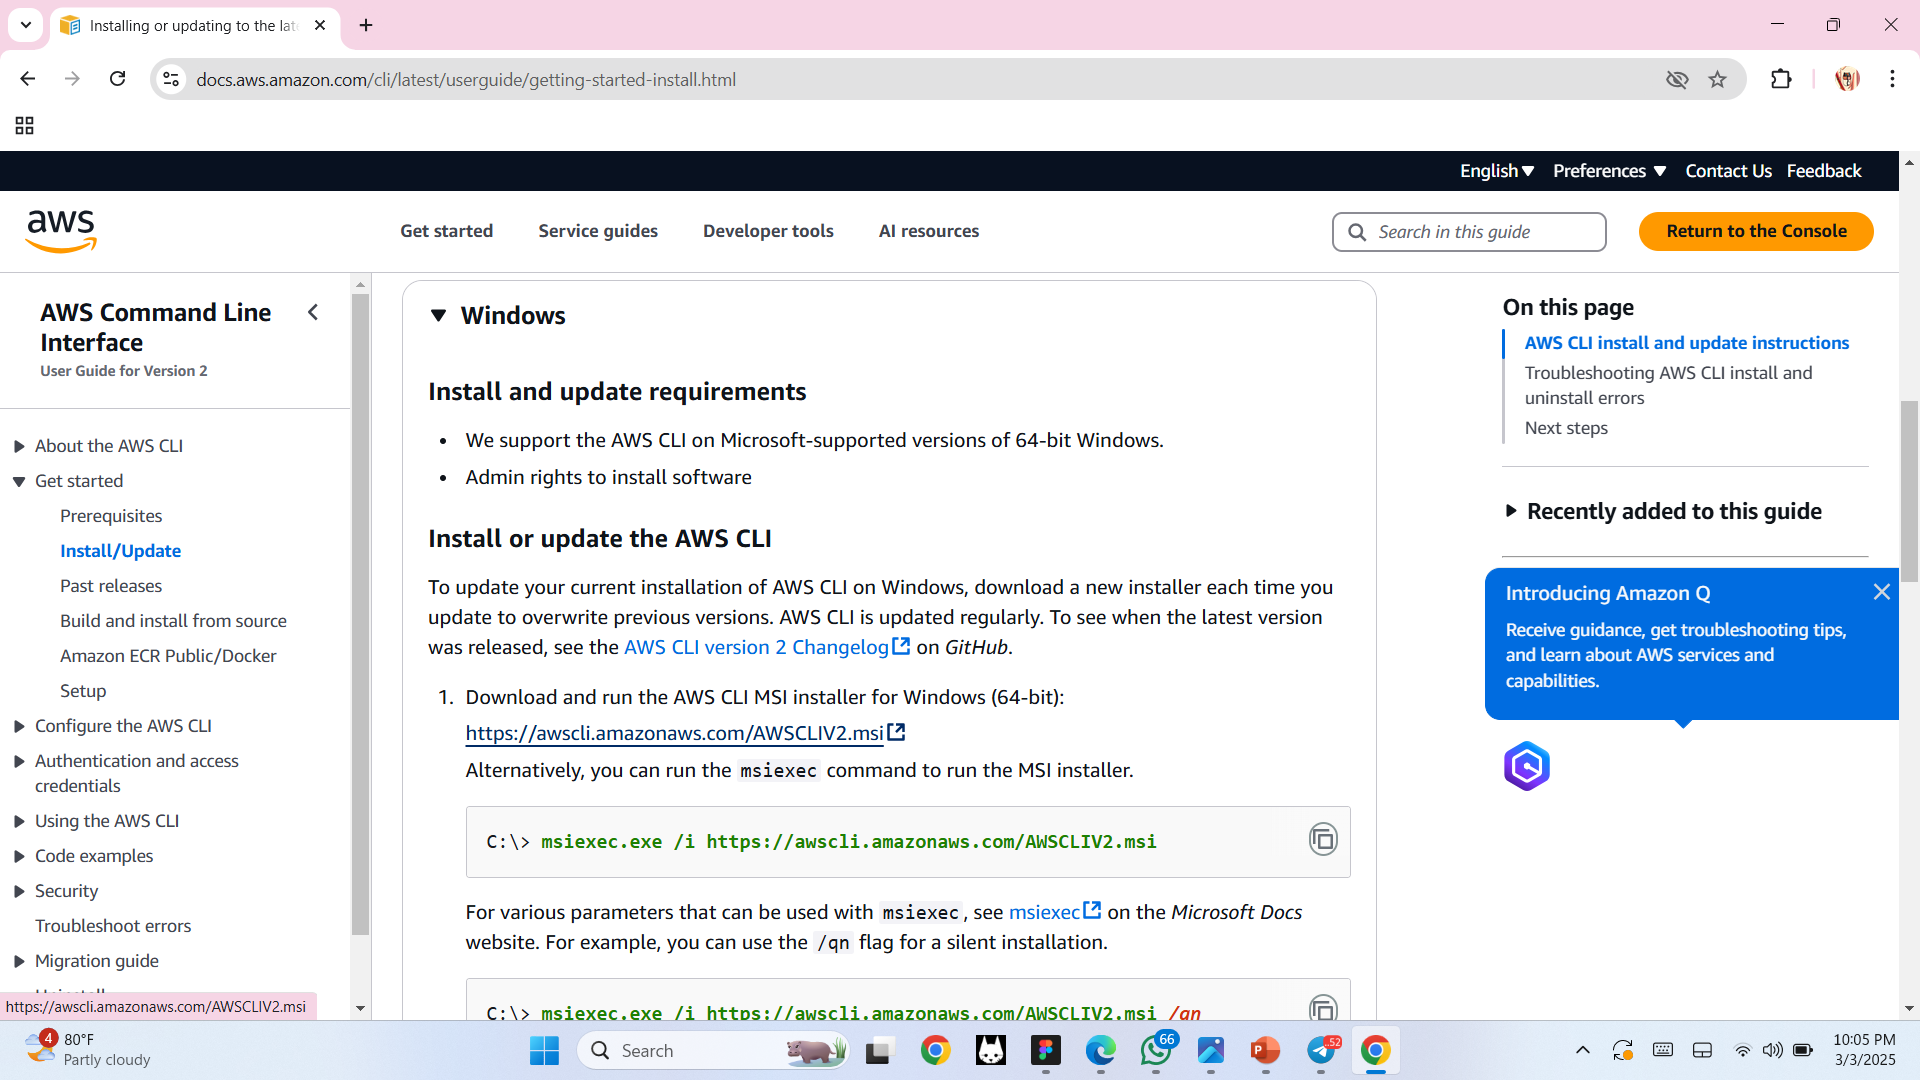 Installing or updating to the lat
docs.aws.amazon.com/cli/latest/userguide/getting-started-install.html
English
Preferences
Contact Us
Feedback
aws
Get started
Service guides
Developer tools
AI resources
Search in this guide
Return to the Console
AWS Command Line
Interface
User Guide for Version 2
About the AWS CLI
Get started
Prerequisites
Install/Update
Past releases
Build and install from source
Amazon ECR Public/Docker
Setup
Configure the AWS CLI
Authentication and access
credentials
Using the AWS CLI
Code examples
Security
Troubleshoot errors
Migration guide
https://awscli.amazonaws.com/AWSCLIV2.msi
Windows
Install and update requirements
• We support the AWS CLI on Microsoft-supported versions of 64-bit Windows.
• Admin rights to install software
Install or update the AWS CLI
To update your current installation of AWS CLI on Windows, download a new installer each time you
update to overwrite previous versions. AWS CLI is updated regularly. To see when the latest version
was released, see the AWS CLI version 2 Changelog on GitHub.
1. Download and run the AWS CLI MSI installer for Windows (64-bit):
https://awscli.amazonaws.com/AWSCLIV2.msi
Alternatively, you can run the msiexec command to run the MSI installer.
C:\> msiexec.exe /i https://awscli.amazonaws.com/AWSCLIV2.msi
For various parameters that can be used with msiexec, see msiexec on the Microsoft Docs
website. For example, you can use the /qn flag for a silent installation.
C:\> msiexec.exe /i https://awscli.amazonaws.com/AWSCLIV2.msi /qn
On this page
AWS CLI install and update instructions
Troubleshooting AWS CLI install and
uninstall errors
Next steps
Recently added to this guide
Introducing Amazon Q
Receive guidance, get troubleshooting tips,
and learn about AWS services and
capabilities.
4
80°F
Partly cloudy
Search
66
.52
10:05 PM
3/3/2025